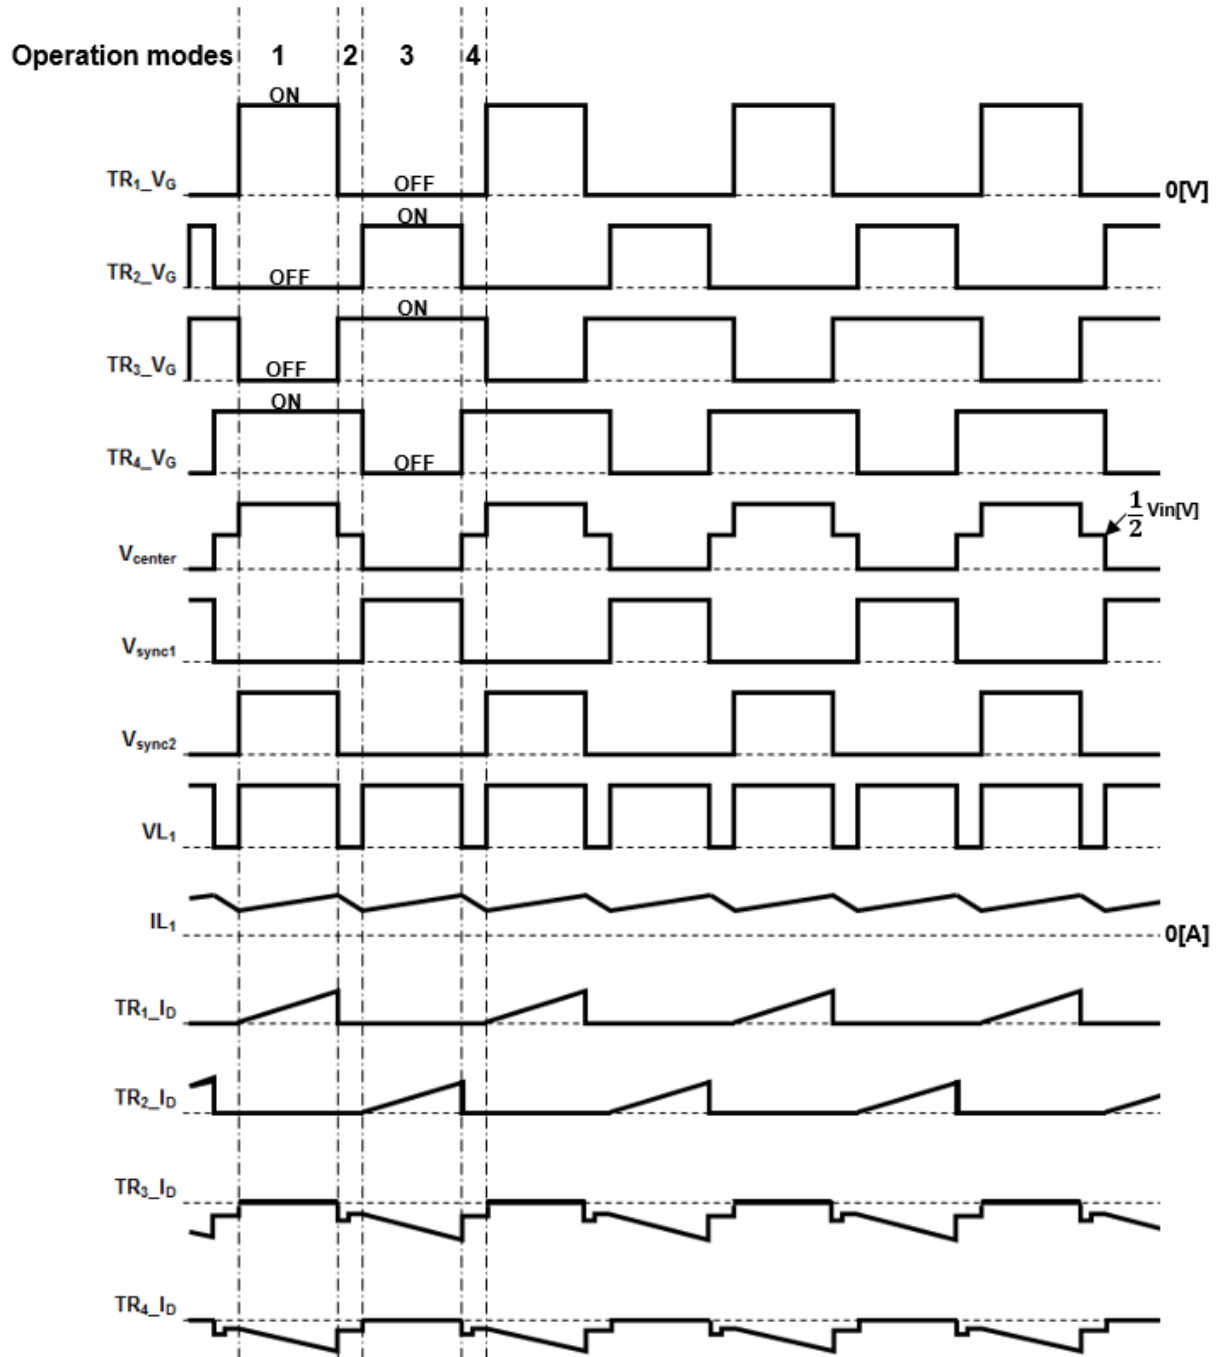 Operation modes 1 2 3 4
ON
TR₁_V_G OFF 0[V]
ON
TR₂_V_G OFF
ON
TR₃_V_G OFF
ON
TR₄_V_G OFF
V_center 1/2 Vin[V]
V_sync1
V_sync2
VL₁
IL₁
0[A]
TR₁_I_D
TR₂_I_D
TR₃_I_D
TR₄_I_D